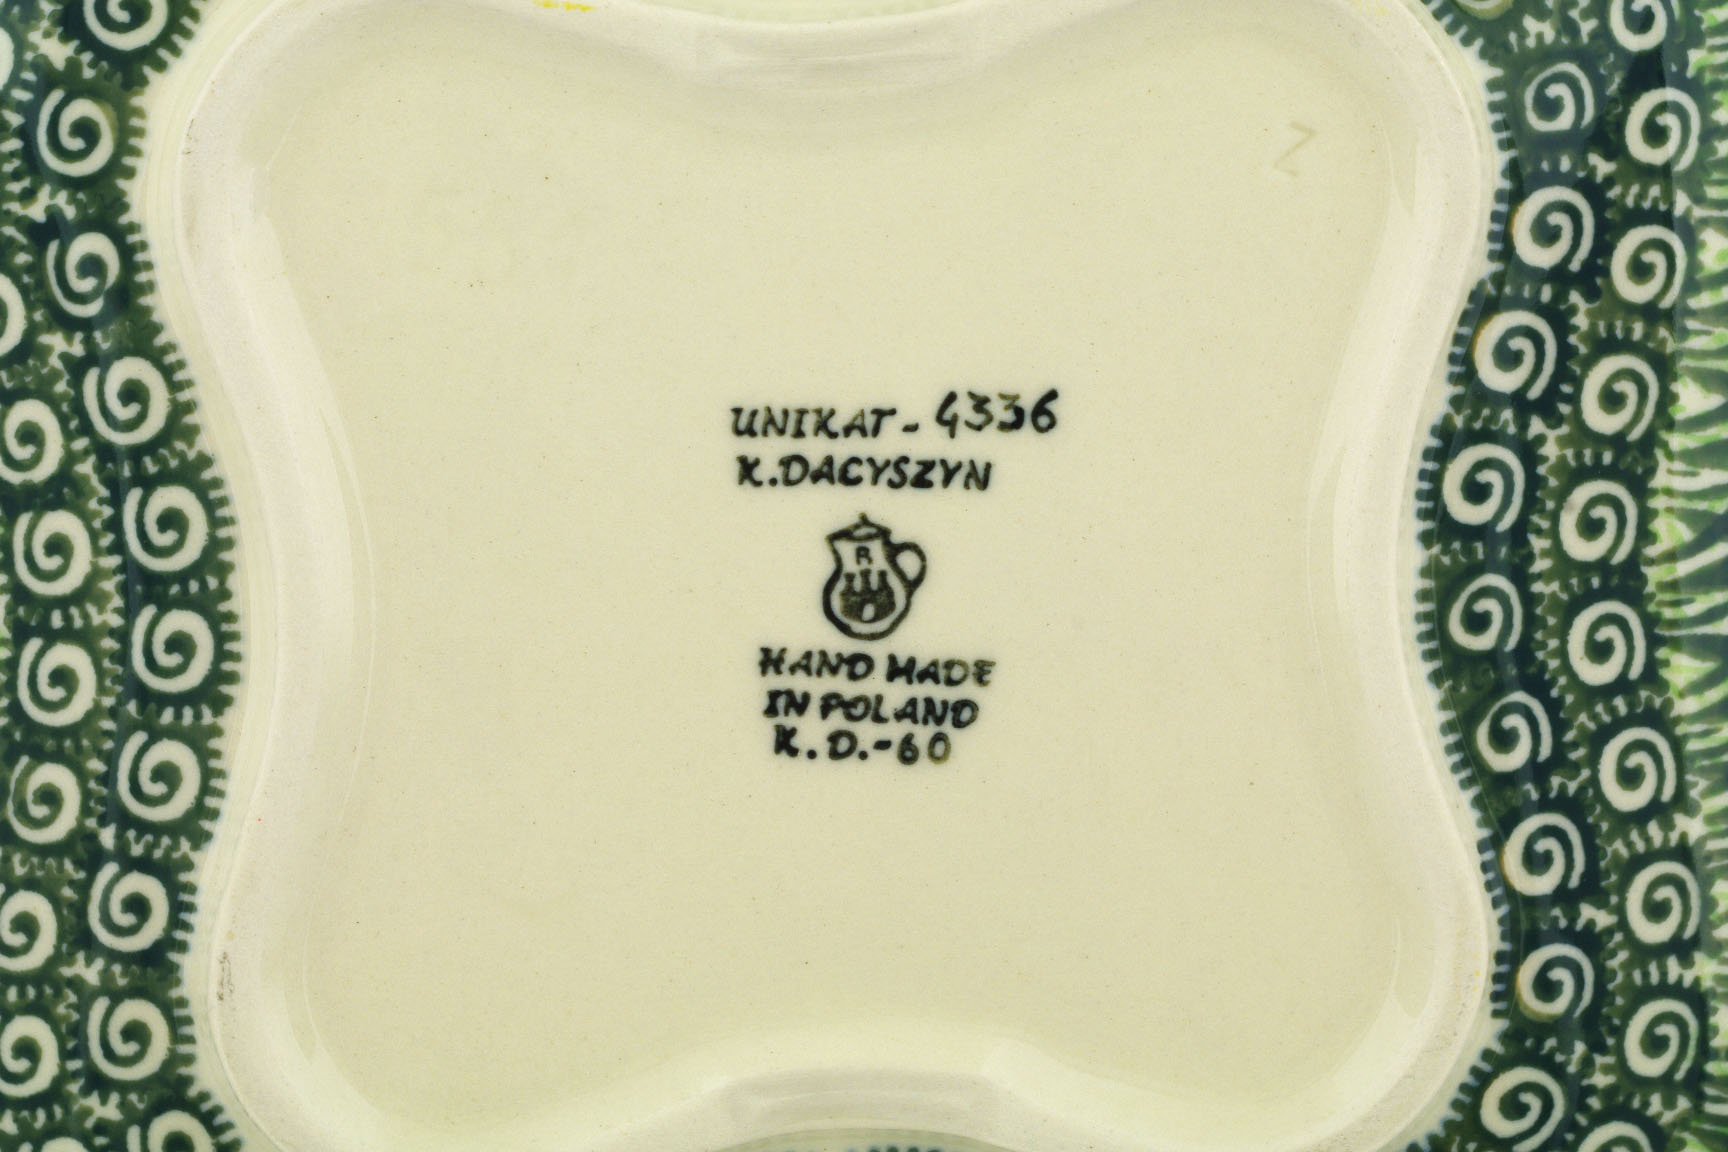 Z
UNIKAT - 4336
K. DACYSZYN
R
HAND MADE
IN POLAND
K. D.-60